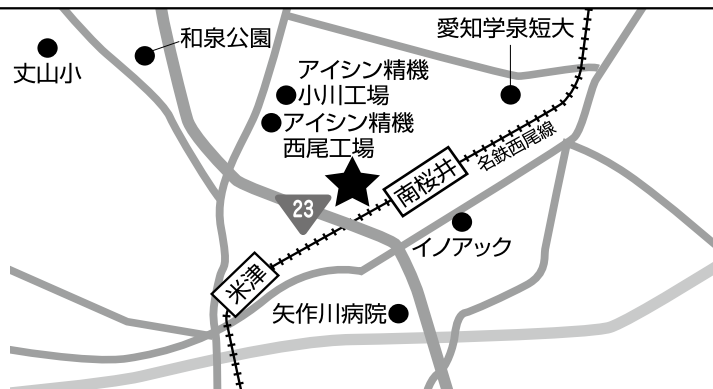 愛知学泉短大
和泉公園
丈山小
アイシン精機
小川工場
アイシン精機
西尾工場
名鉄西尾線
南桜井
23
イノアック
米津
矢作川病院